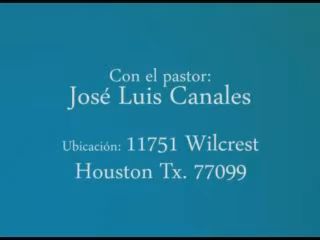 Con el pastor:
José Luis Canales
Ubicación: 11751 Wilcrest
Houston Tx. 77099